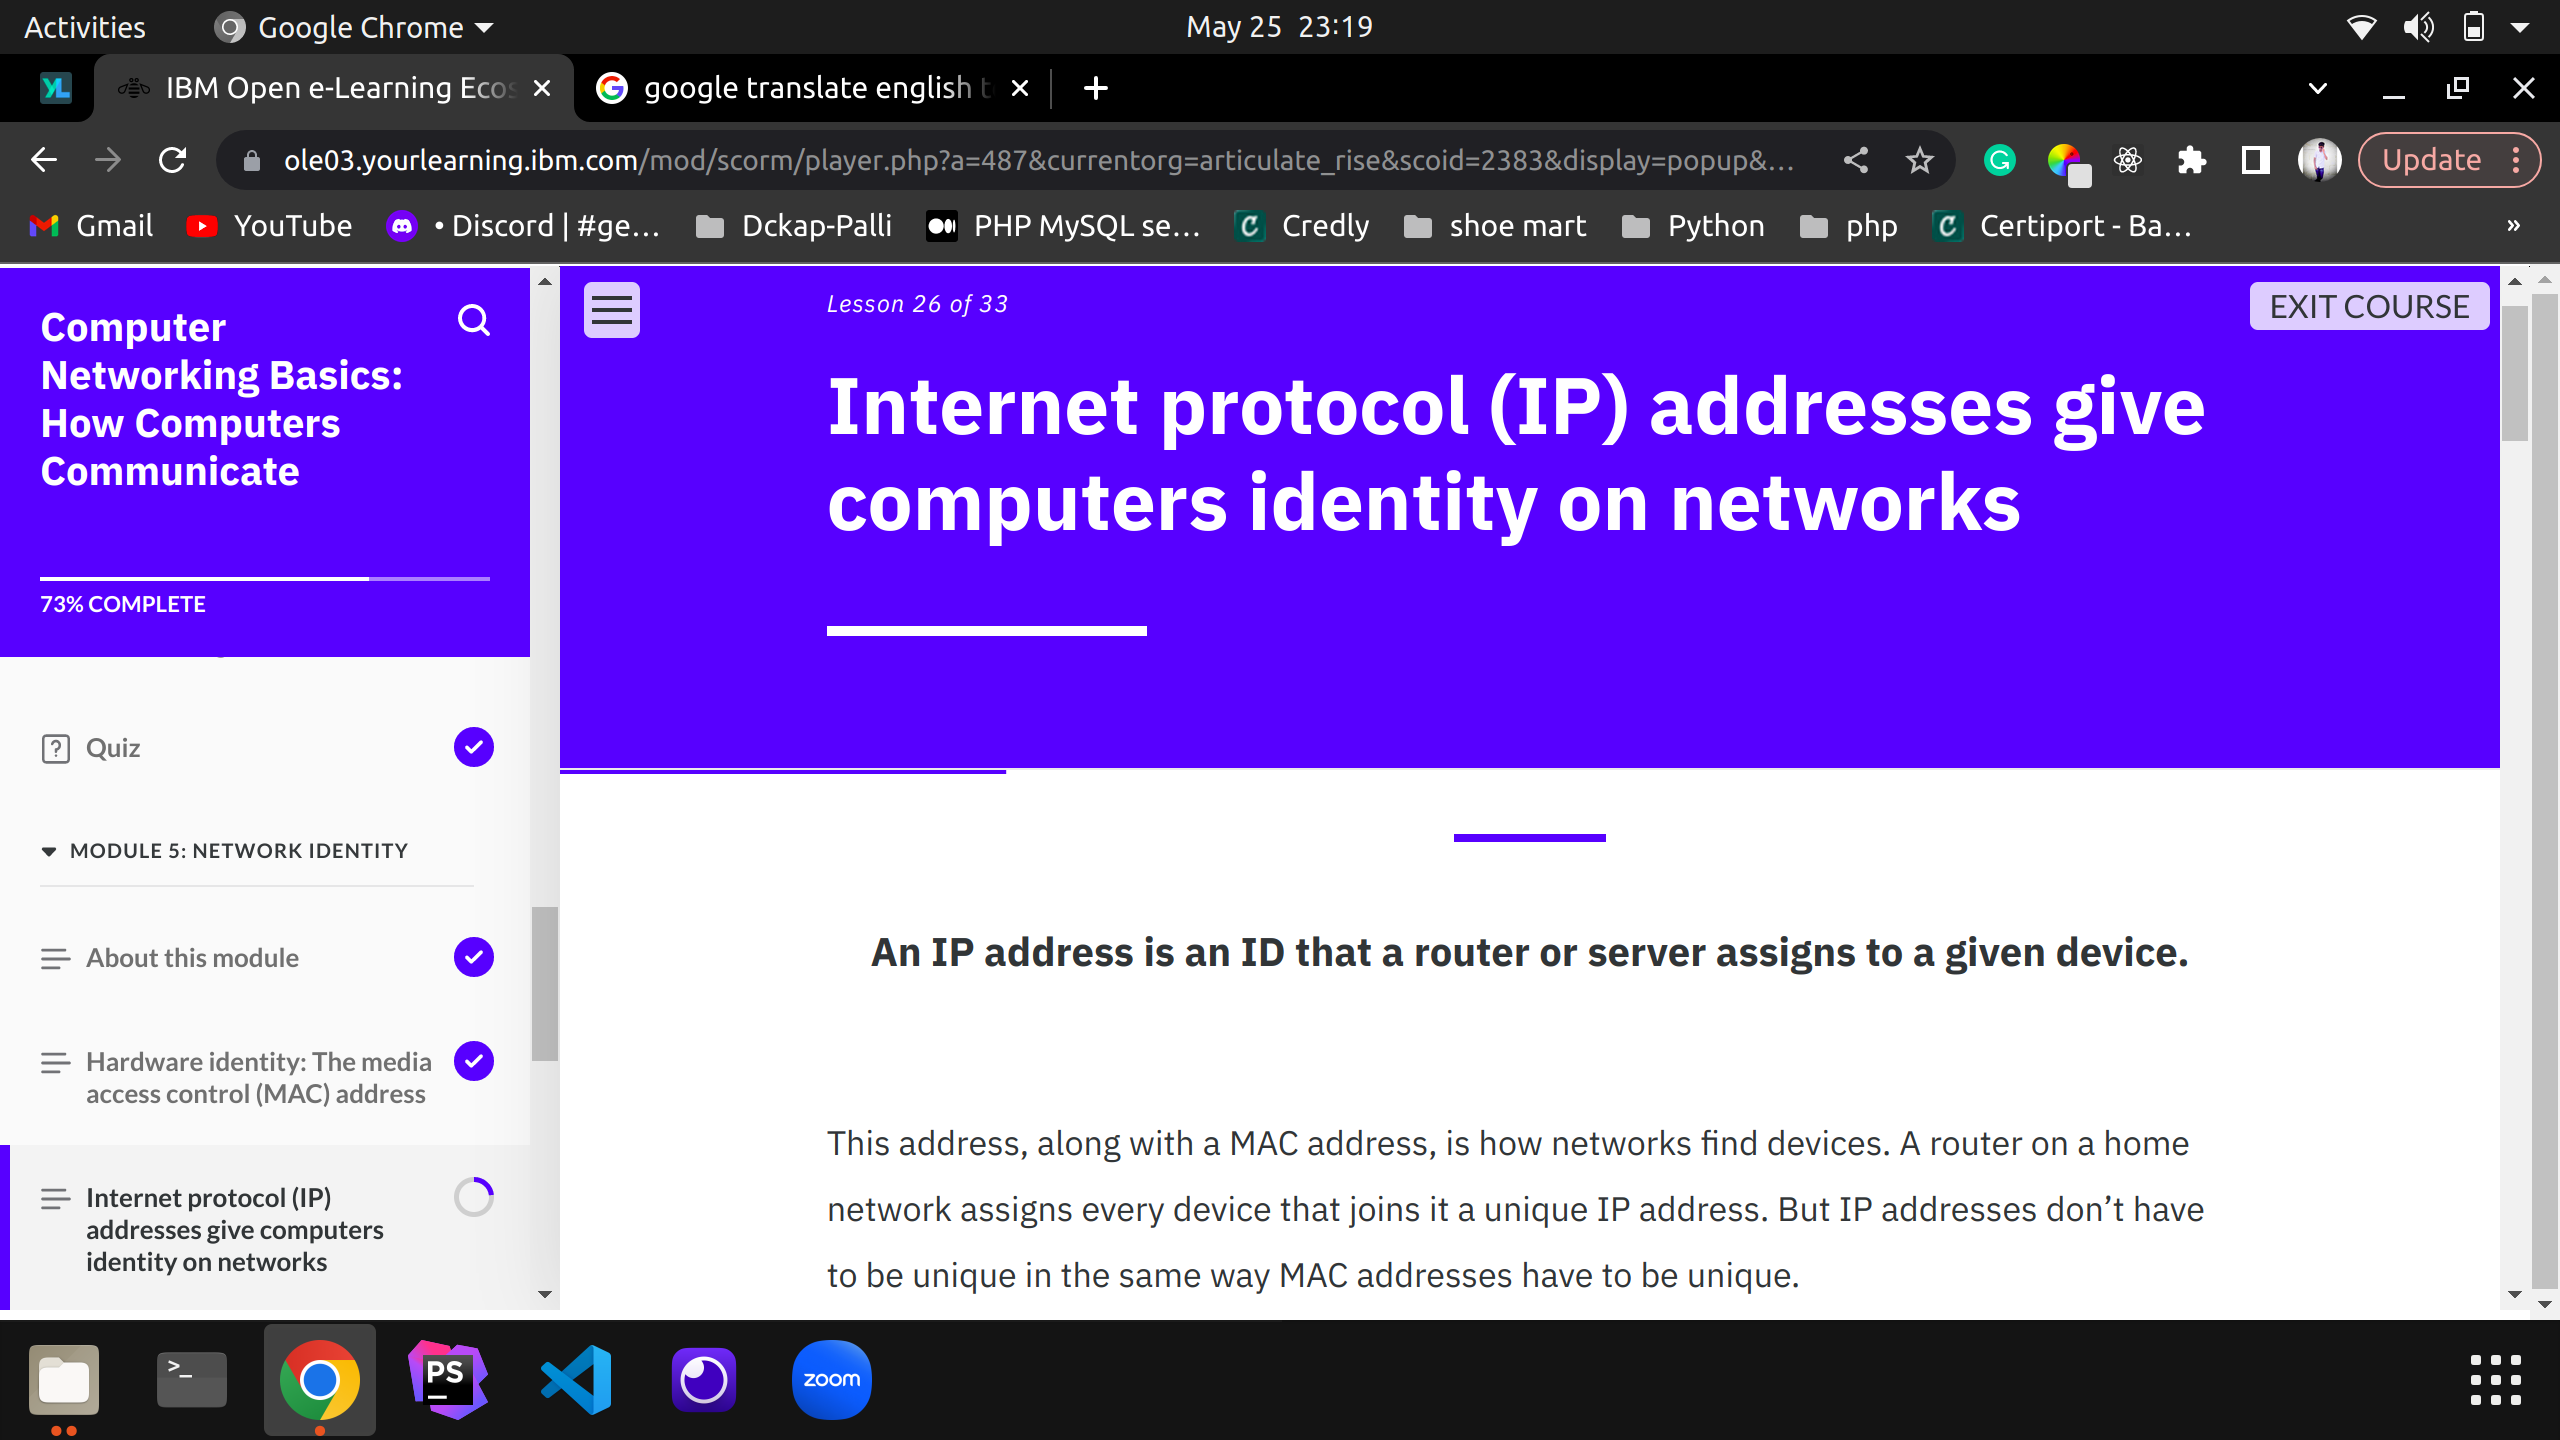 Activities
Google Chrome
May 25 23:19
IBM Open e-Learning Ecos
google translate english t
ole03.yourlearning.ibm.com/mod/scorm/player.php?a=487&currentorg=articulate_rise&scoid=2383&display=popup&…
Update
Gmail
YouTube
• Discord | #ge…
Dckap-Palli
PHP MySQL se…
Credly
shoe mart
Python
php
Certiport - Ba…
»
Computer
Networking Basics:
How Computers
Communicate
73% COMPLETE
Quiz
MODULE 5: NETWORK IDENTITY
About this module
Hardware identity: The media
access control (MAC) address
Internet protocol (IP)
addresses give computers
identity on networks
Lesson 26 of 33
EXIT COURSE
Internet protocol (IP) addresses give
computers identity on networks
An IP address is an ID that a router or server assigns to a given device.
This address, along with a MAC address, is how networks find devices. A router on a home
network assigns every device that joins it a unique IP address. But IP addresses don’t have
to be unique in the same way MAC addresses have to be unique.
PS
zoom